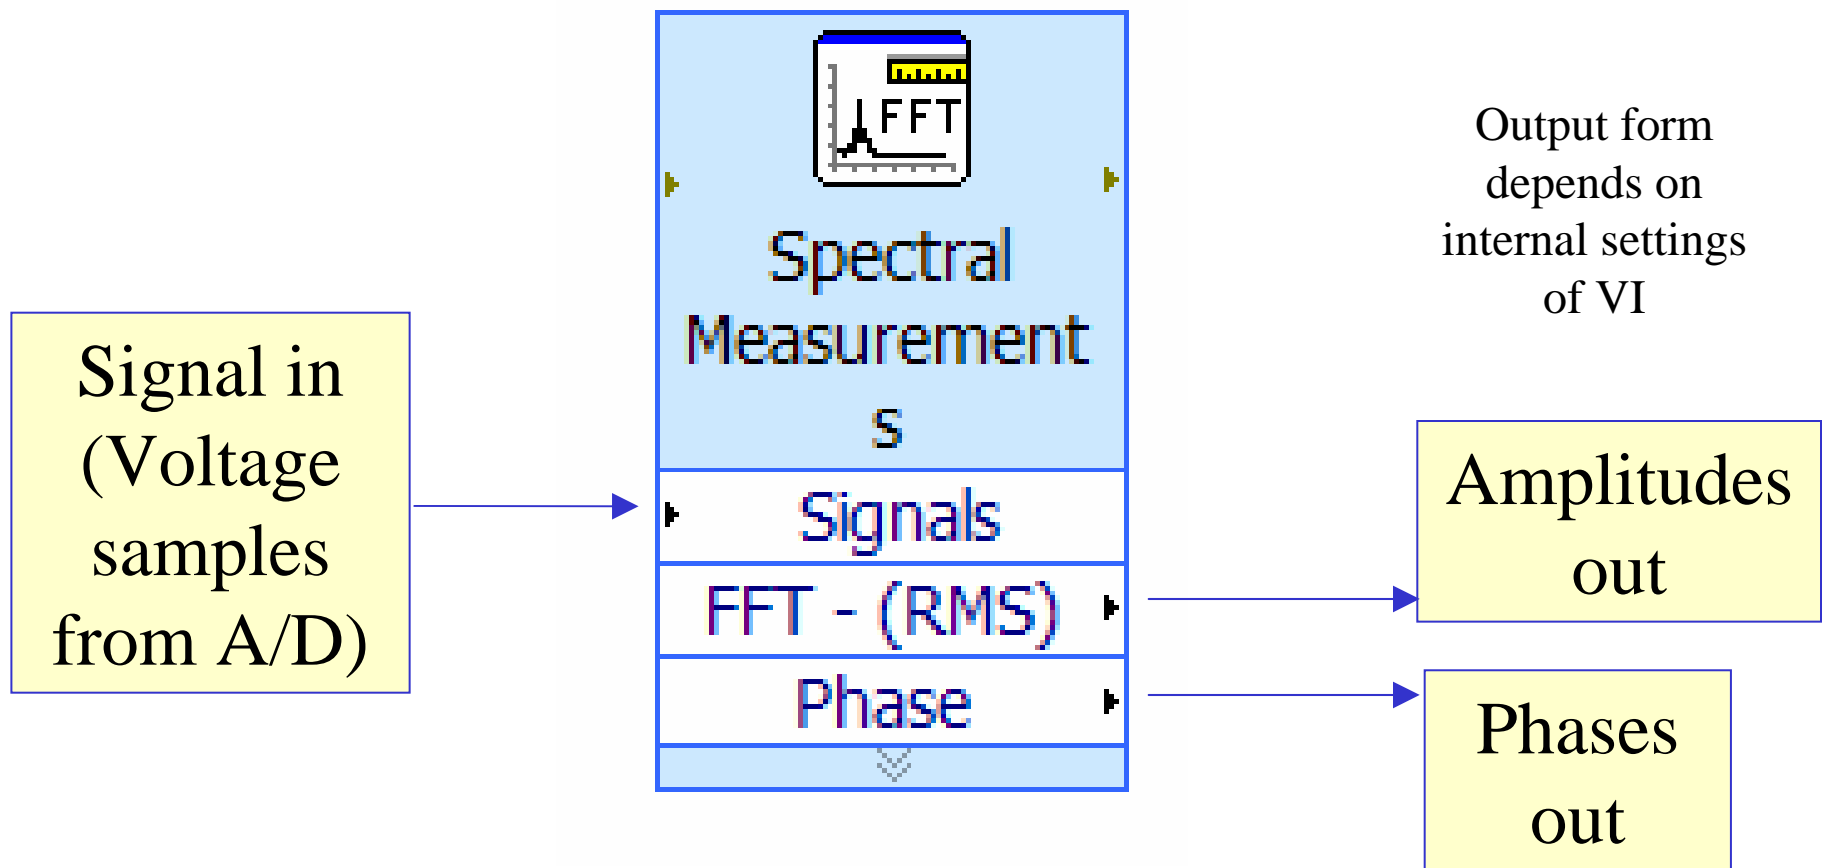 Signal in
(Voltage
samples
from A/D)
FFT
Spectral
Measurement
s
Signals
FFT - (RMS)
Phase
Output form
depends on
internal settings
of VI
Amplitudes
out
Phases
out